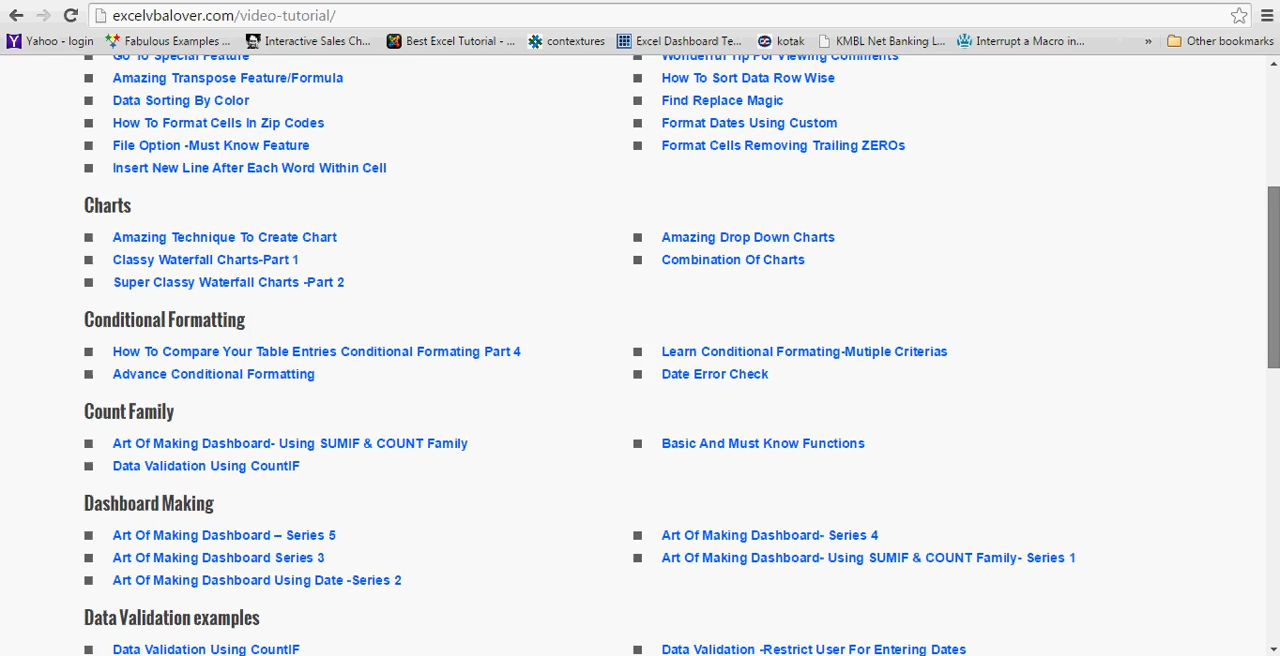 excelvbalover.com/video-tutorial/
Yahoo - login Fabulous Examples ... Interactive Sales Ch... Best Excel Tutorial - ... contextures Excel Dashboard Te... kotak KMBL Net Banking L... Interrupt a Macro in... » Other bookmarks
Go To Special Feature Wonderful Tip For Viewing Comments
Amazing Transpose Feature/Formula How To Sort Data Row Wise
Data Sorting By Color Find Replace Magic
How To Format Cells In Zip Codes Format Dates Using Custom
File Option -Must Know Feature Format Cells Removing Trailing ZEROs
Insert New Line After Each Word Within Cell
Charts
Amazing Technique To Create Chart Amazing Drop Down Charts
Classy Waterfall Charts-Part 1 Combination Of Charts
Super Classy Waterfall Charts -Part 2
Conditional Formatting
How To Compare Your Table Entries Conditional Formating Part 4 Learn Conditional Formating-Mutiple Criterias
Advance Conditional Formatting Date Error Check
Count Family
Art Of Making Dashboard- Using SUMIF & COUNT Family Basic And Must Know Functions
Data Validation Using CountIF
Dashboard Making
Art Of Making Dashboard – Series 5 Art Of Making Dashboard- Series 4
Art Of Making Dashboard Series 3 Art Of Making Dashboard- Using SUMIF & COUNT Family- Series 1
Art Of Making Dashboard Using Date -Series 2
Data Validation examples
Data Validation Using CountIF Data Validation -Restrict User For Entering Dates